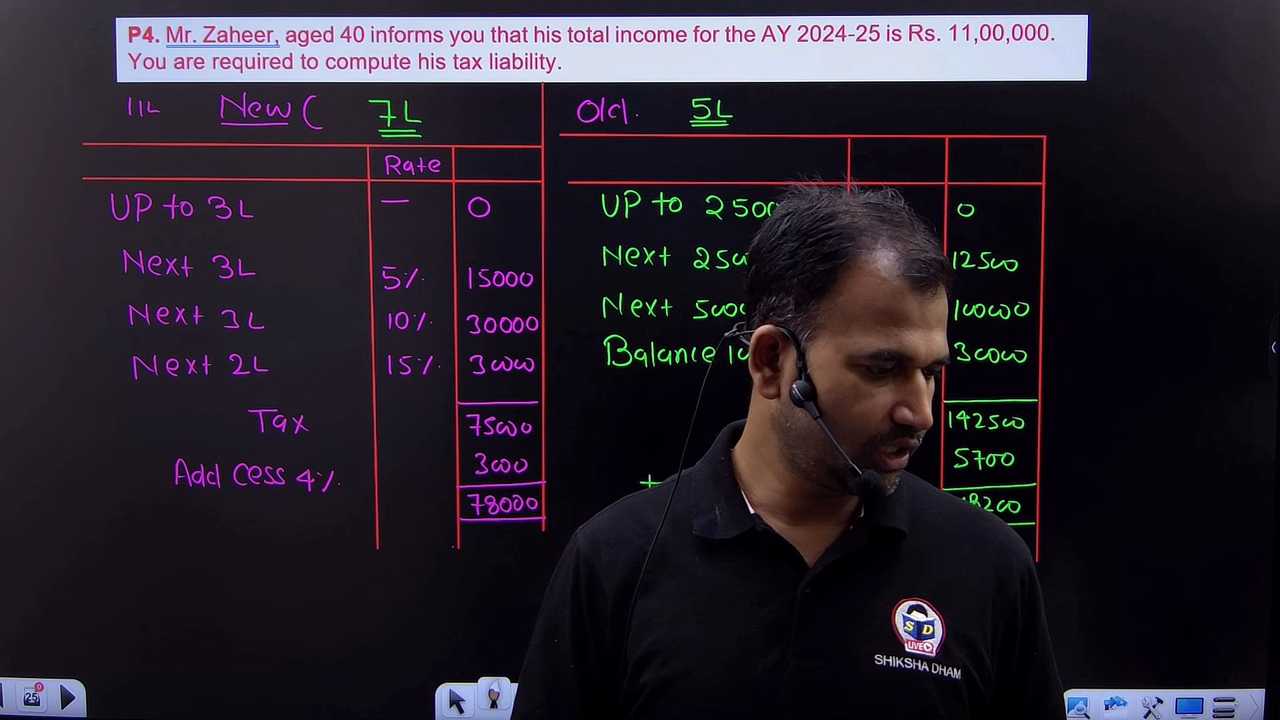 P4. Mr. Zaheer, aged 40 informs you that his total income for the AY 2024-25 is Rs. 11,00,000.
You are required to compute his tax liability.
11L New ( 7L
Rate
UP to 3L — 0
Next 3L 5% 15000
Next 3L 10% 30000
Next 2L 15% 30000
Tax 75000
Add Cess 4% 3000
78000
Old. 5L
UP to 0
Next 12500
Next 100000
Balance 30000
142500
5700
SD
LIVE
SHIKSHA DHAM
25